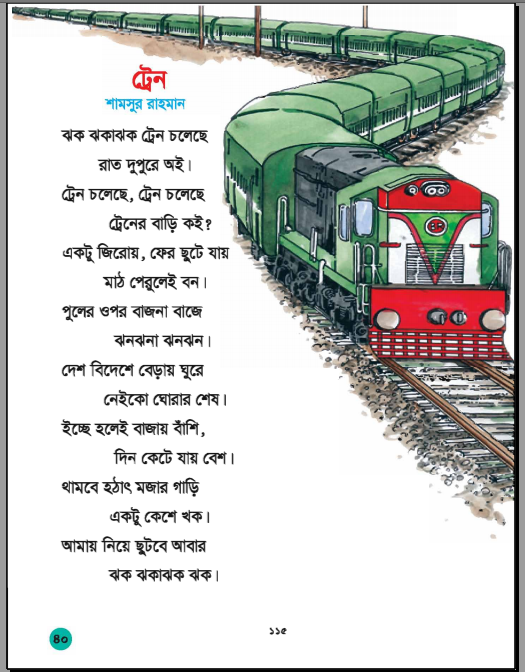 ট্রেন
শামসুর রাহমান
ঝক ঝকাঝক ট্রেন চলেছে
রাত দুপুরে অই।
ট্রেন চলেছে, ট্রেন চলেছে
ট্রেনের বাড়ি কই?
একটু জিরোয়, ফের ছুটে যায়
মাঠ পেরুলেই বন।
পুলের ওপর বাজনা বাজে
ঝনঝনা ঝনঝন।
দেশ বিদেশে বেড়ায় ঘুরে
নেইকো ঘোরার শেষ।
ইচ্ছে হলেই বাজায় বাঁশি,
দিন কেটে যায় বেশ।
থামবে হঠাৎ মজার গাড়ি
একটু কেশে খক।
আমায় নিয়ে ছুটবে আবার
ঝক ঝকাঝক ঝক।
১১৫
৪০